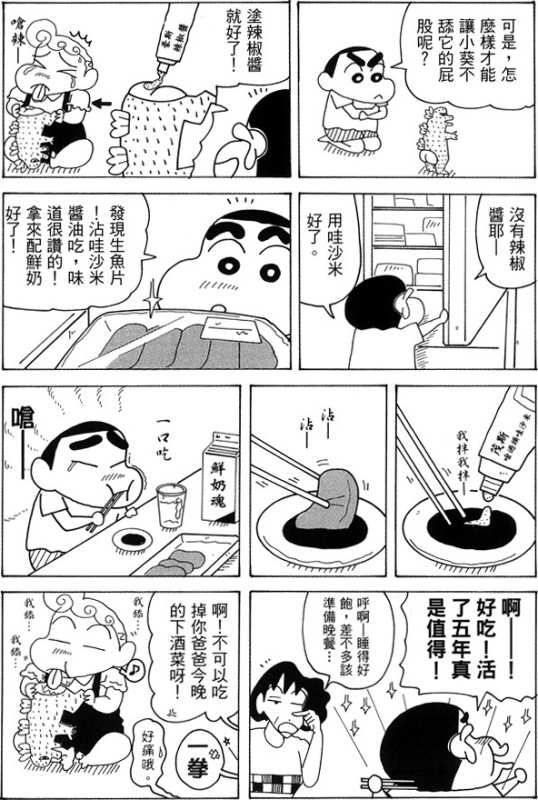 可是，怎
麼樣才能
讓小葵不
舔它的屁
股呢？
塗辣椒醬
就好了！
辣椒醬
嗆辣—
沒有辣椒
醬耶—
用哇沙米
好了。
發現生魚片
！沾哇沙米
醬油吃，味
道很讚的！
拿來配鮮奶
好了！
我拌我拌—
沾—
沾—
一口吃
鮮奶魂
嗆—
啊——！
好吃！活
了五年真
是值得！
呼啊—睡得好
飽，差不多該
準備晚餐…
啊！不可以吃
掉你爸爸今晚
的下酒菜呀！
一拳
好痛哦。
我舔…
我舔…